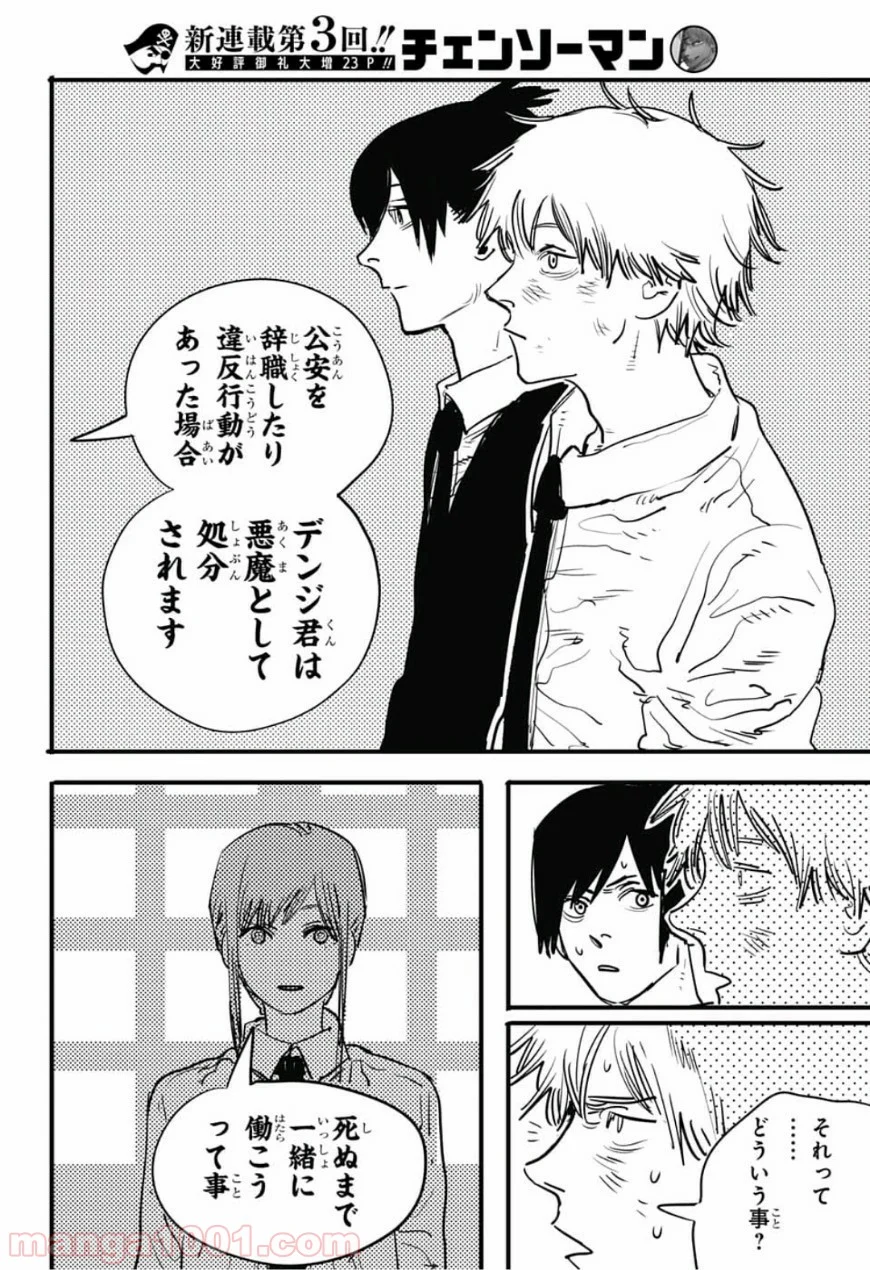 新連載第3回!!
大好評御礼大増23P!!
チェンソーマン
公安を
辞職したり
違反行動が
あった場合
デンジ君は
悪魔として
処分
されます
それって
……
どういう事?
死ぬまで
一緒に
働こう
って事
manga1001.com